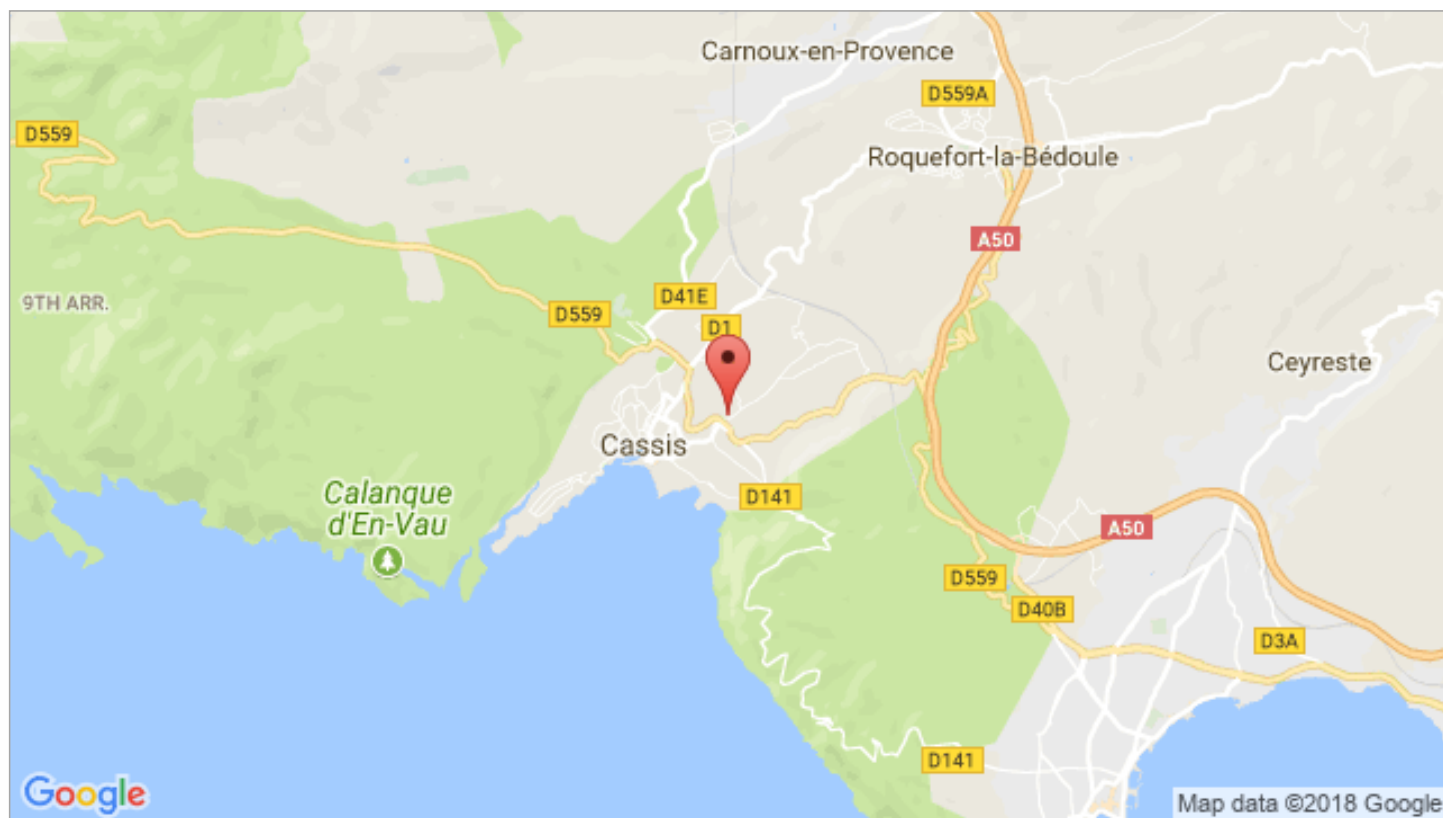 Carnoux-en-Provence
D559A
D559
Roquefort-la-Bédoule
A50
9TH ARR.
D41E
D559
D1
Ceyreste
Cassis
Calanque
d'En-Vau
D141
A50
D559
D40B
D3A
D141
Google
Map data ©2018 Google